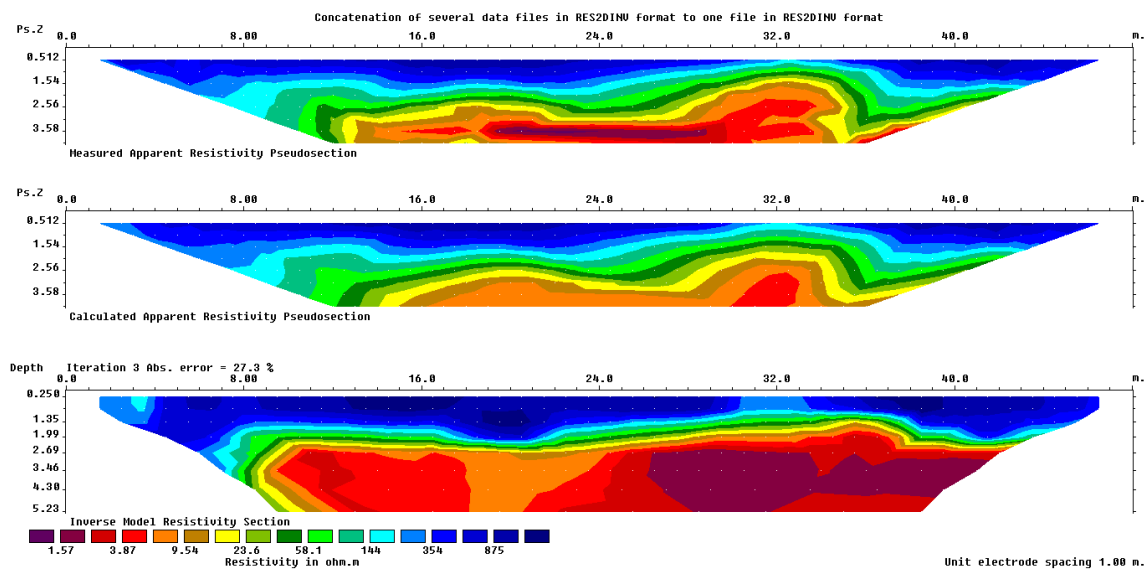 Concatenation of several data files in RES2DINV format to one file in RES2DINV format
Ps.Z 0.0 8.00 16.0 24.0 32.0 40.0 m.
0.512
1.54
2.56
3.58
Measured Apparent Resistivity Pseudosection
Ps.Z 0.0 8.00 16.0 24.0 32.0 40.0 m.
0.512
1.54
2.56
3.58
Calculated Apparent Resistivity Pseudosection
Depth Iteration 3 Abs. error = 27.3 %
0.0 8.00 16.0 24.0 32.0 40.0 m.
0.250
1.35
1.99
2.69
3.46
4.30
5.23
Inverse Model Resistivity Section
1.57 3.87 9.54 23.6 58.1 144 354 875
Resistivity in ohm.m Unit electrode spacing 1.00 m.